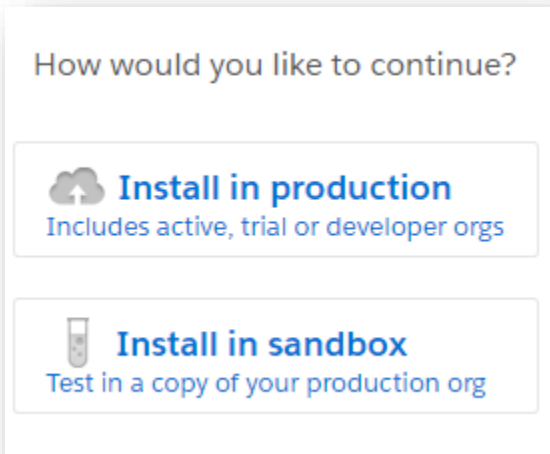 How would you like to continue?
Install in production
Includes active, trial or developer orgs
Install in sandbox
Test in a copy of your production org